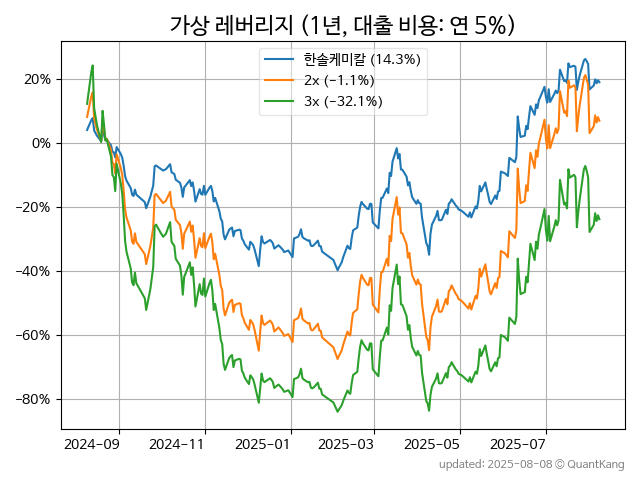 가상 레버리지 (1년, 대출 비용: 연 5%)
한솔케미칼 (14.3%)
2x (−1.1%)
3x (−32.1%)
20%
0%
−20%
−40%
−60%
−80%
2024-09
2024-11
2025-01
2025-03
2025-05
2025-07
updated: 2025-08-08 © QuantKang